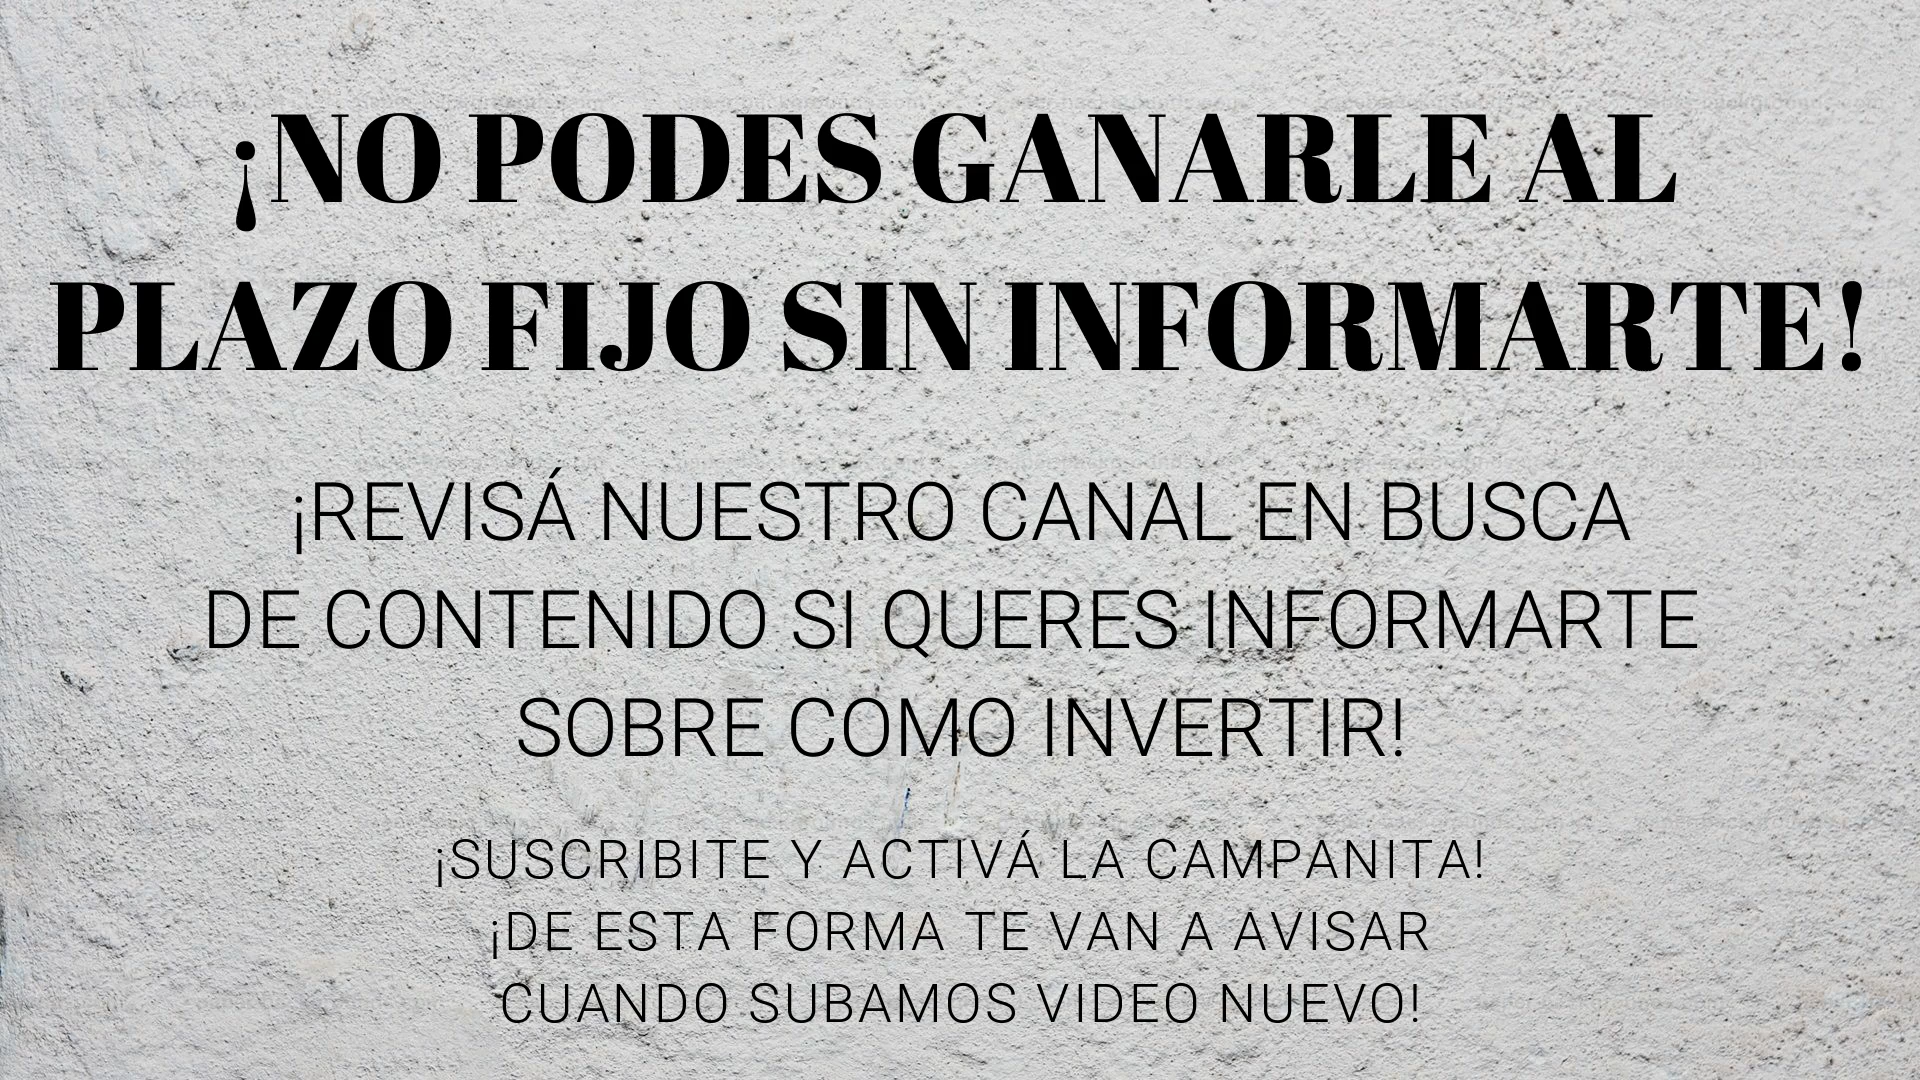 ¡NO PODES GANARLE AL
PLAZO FIJO SIN INFORMARTE!
¡REVISÁ NUESTRO CANAL EN BUSCA
DE CONTENIDO SI QUERES INFORMARTE
SOBRE COMO INVERTIR!
¡SUSCRIBITE Y ACTIVÁ LA CAMPANITA!
¡DE ESTA FORMA TE VAN A AVISAR
CUANDO SUBAMOS VIDEO NUEVO!